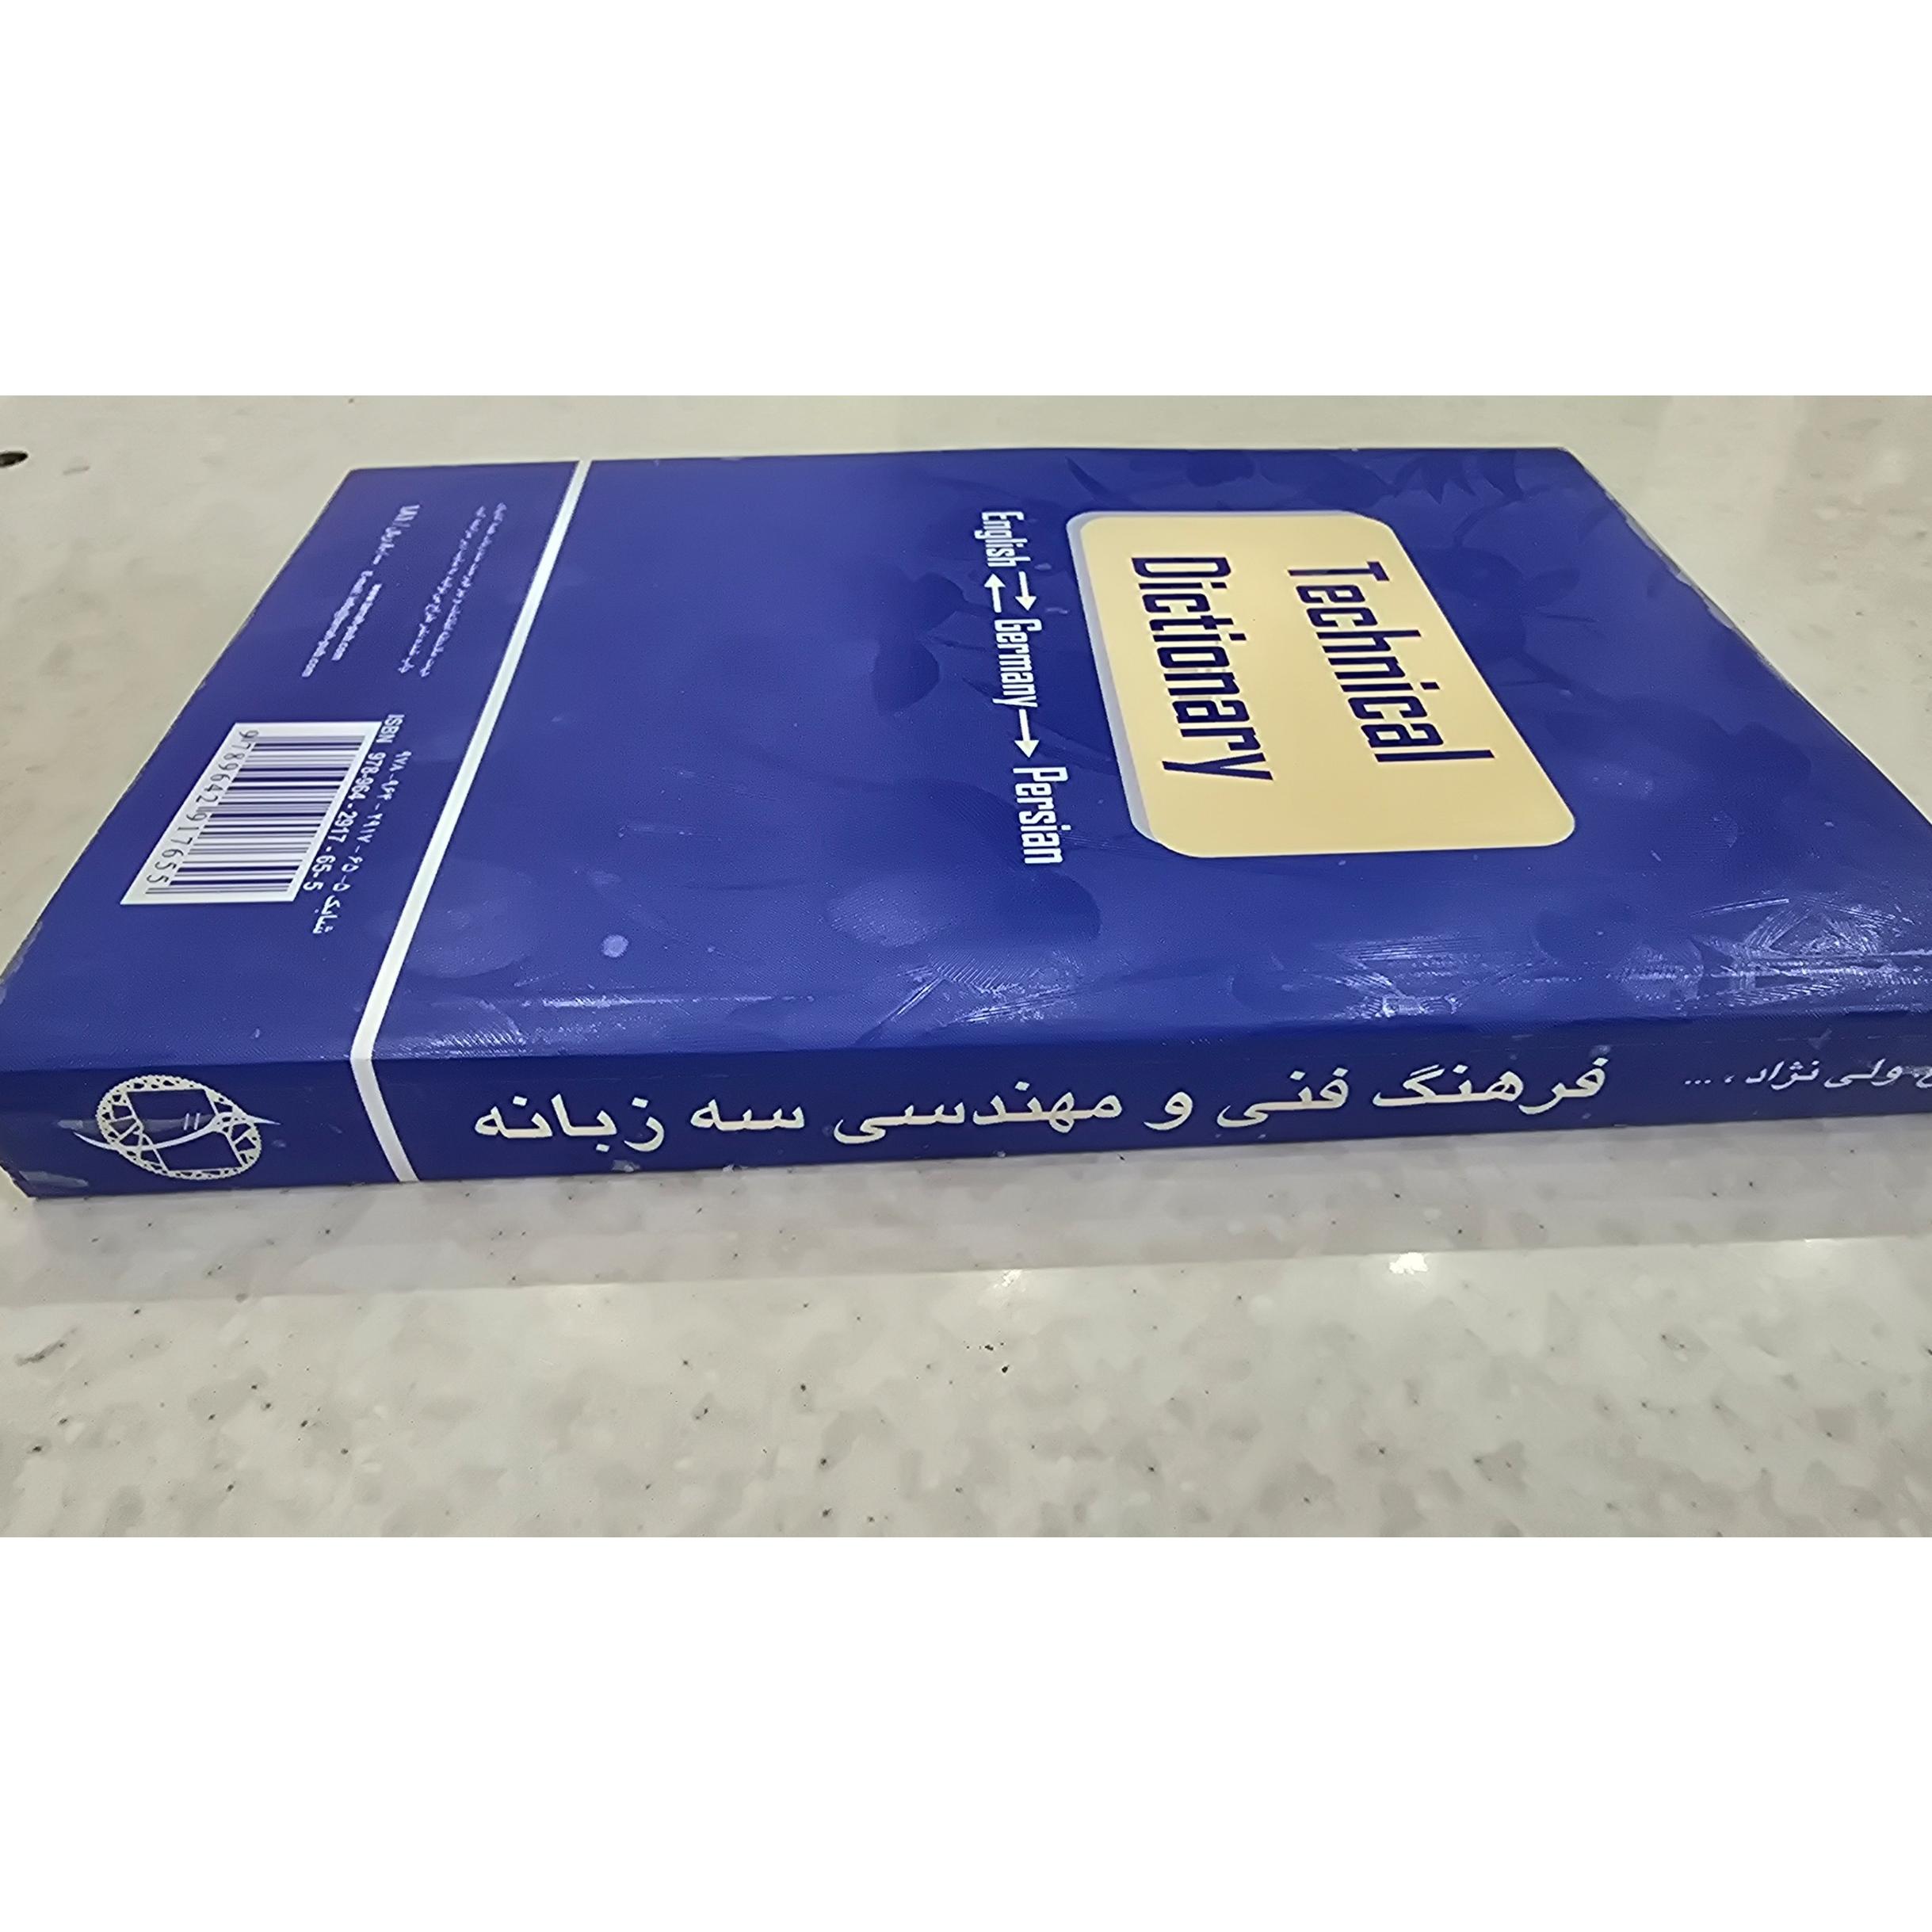 Technical
Dictionary
English ⇄ Germany → Persian
فرهنگ فنی و مهندسی سه زبانه
ولی نژاد ، ...
شابک ۵-۶۵-۲۹۱۷-۹۶۴-۹۷۸
ISBN 978-964-2917-65-5
9789642917655